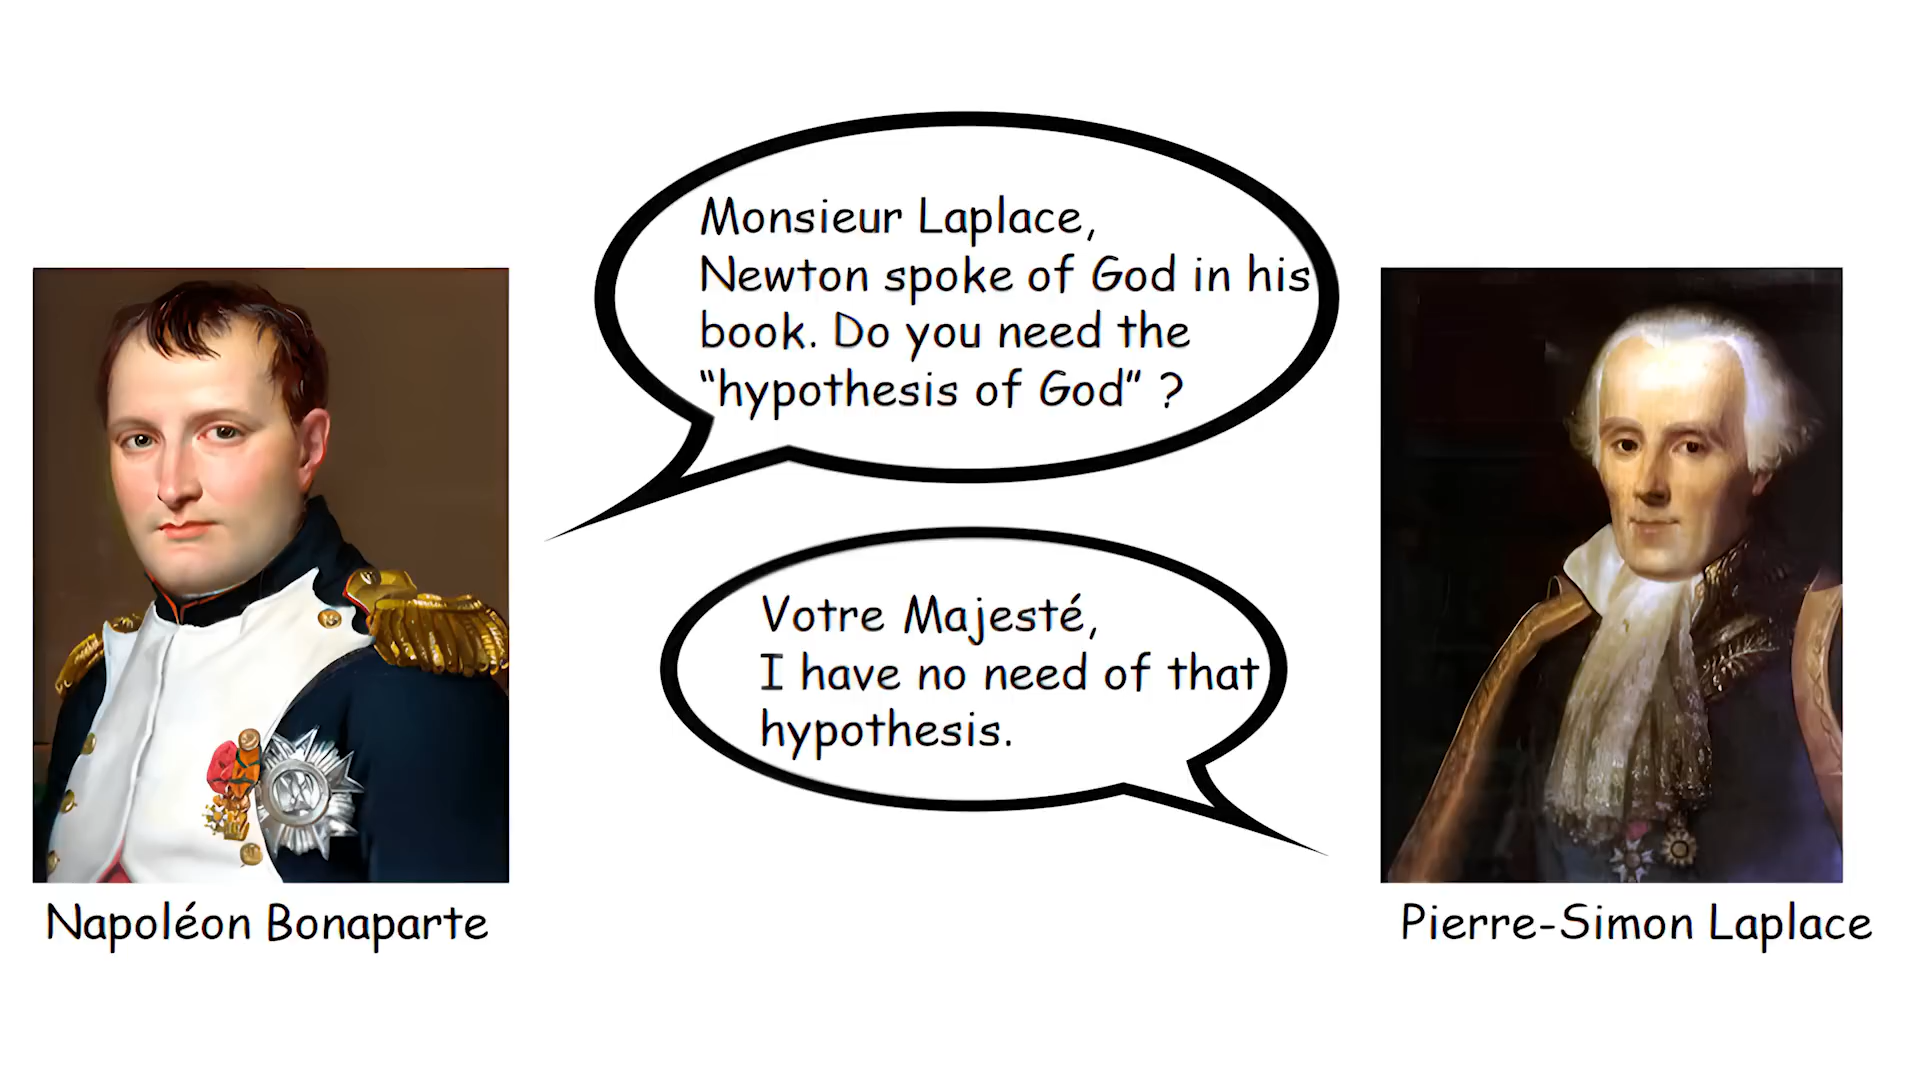 Monsieur Laplace,
Newton spoke of God in his
book. Do you need the
“hypothesis of God” ?
Votre Majesté,
I have no need of that
hypothesis.
Napoléon Bonaparte
Pierre-Simon Laplace